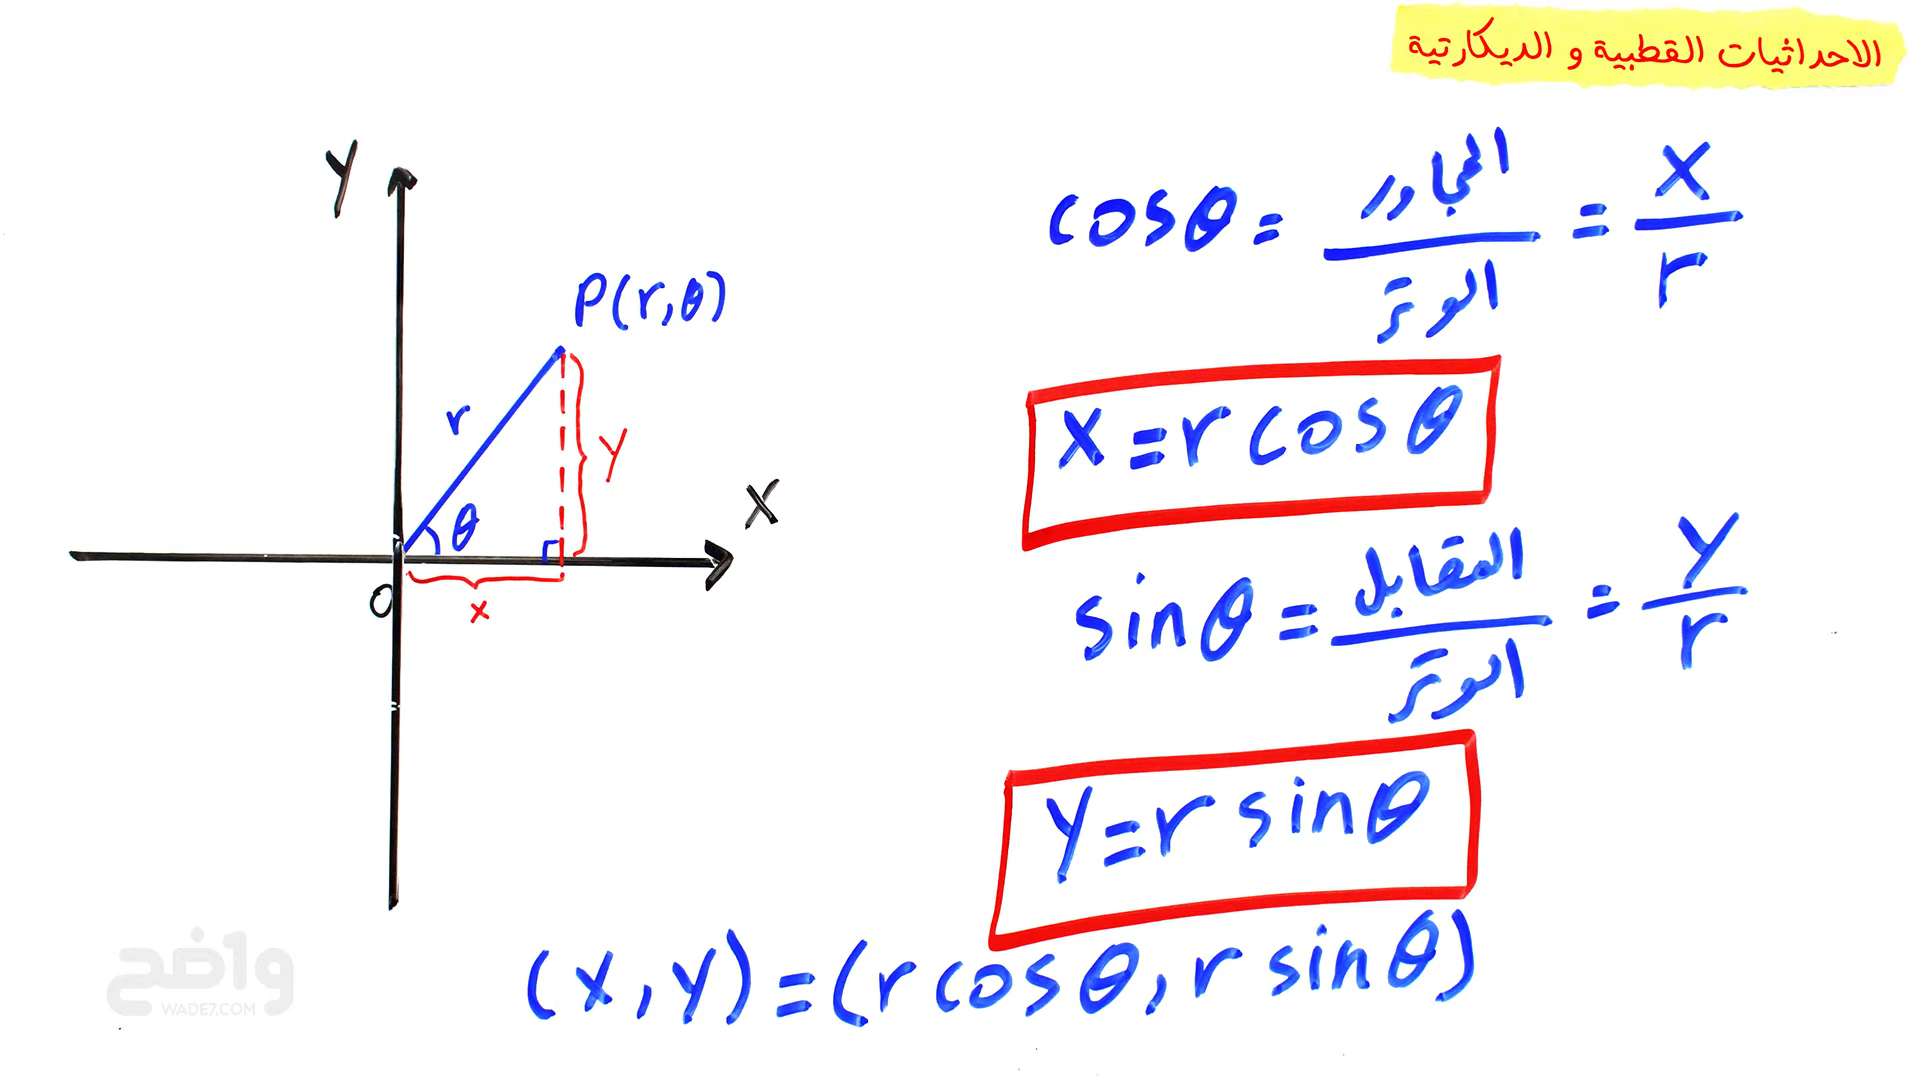 الاحداثيات القطبية و الديكارتية
Y
P(r,θ)
r
θ
Y
X
O
x
cosθ = المجاور / الوتر = X / r
X = r cosθ
sinθ = المقابل / الوتر = Y / r
Y = r sinθ
(X, Y) = (r cosθ, r sinθ)
واضح
WADE7.COM